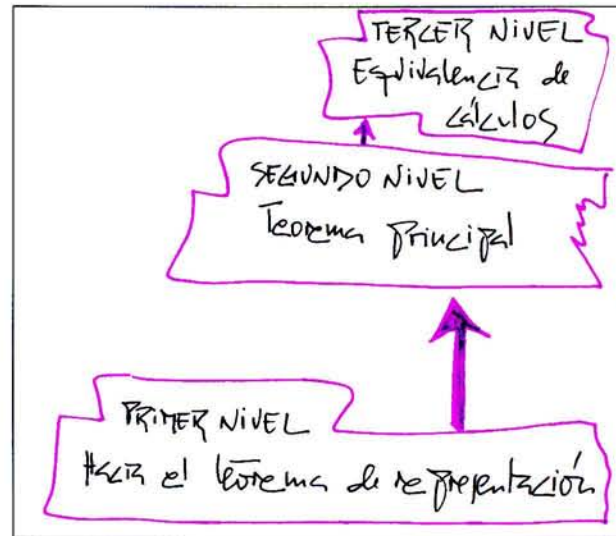 TERCER NIVEL
Equivalencia de
cálculos
SEGUNDO NIVEL
Teorema principal
PRIMER NIVEL
Hacia el teorema de representación